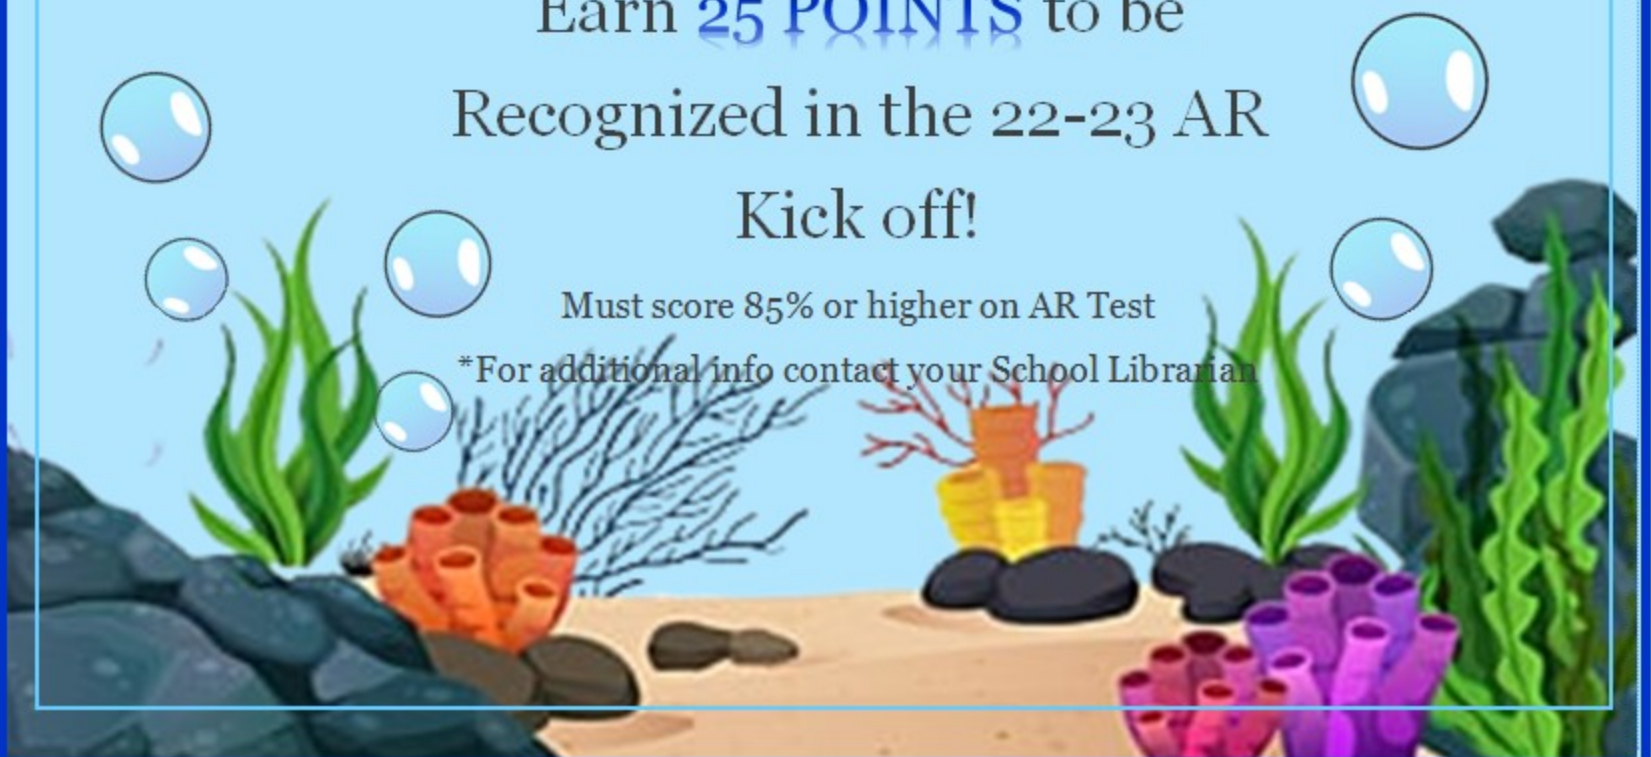 Earn 25 POINTS to be
Recognized in the 22-23 AR
Kick off!
Must score 85% or higher on AR Test
*For additional info contact your School Librarian